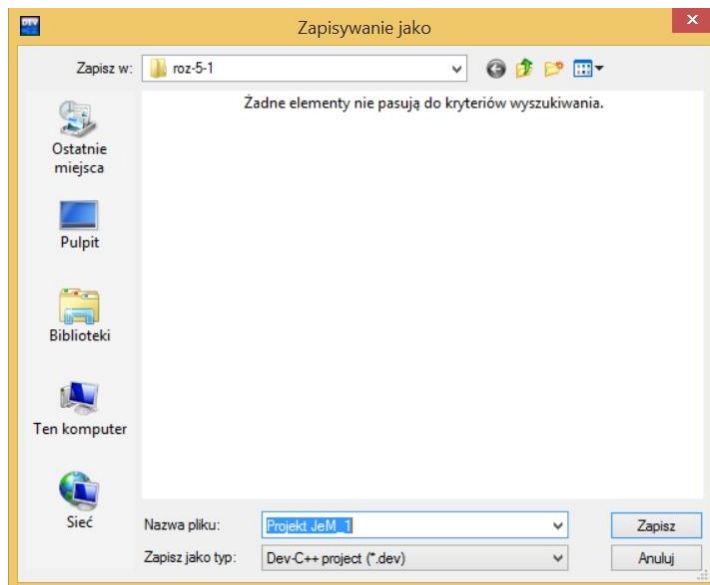 DEV
Zapisywanie jako
Zapisz w: roz-5-1
Żadne elementy nie pasują do kryteriów wyszukiwania.
Ostatnie
miejsca
Pulpit
Biblioteki
Ten komputer
Sieć
Nazwa pliku: Projekt JeM_1 Zapisz
Zapisz jako typ: Dev-C++ project (*.dev) Anuluj